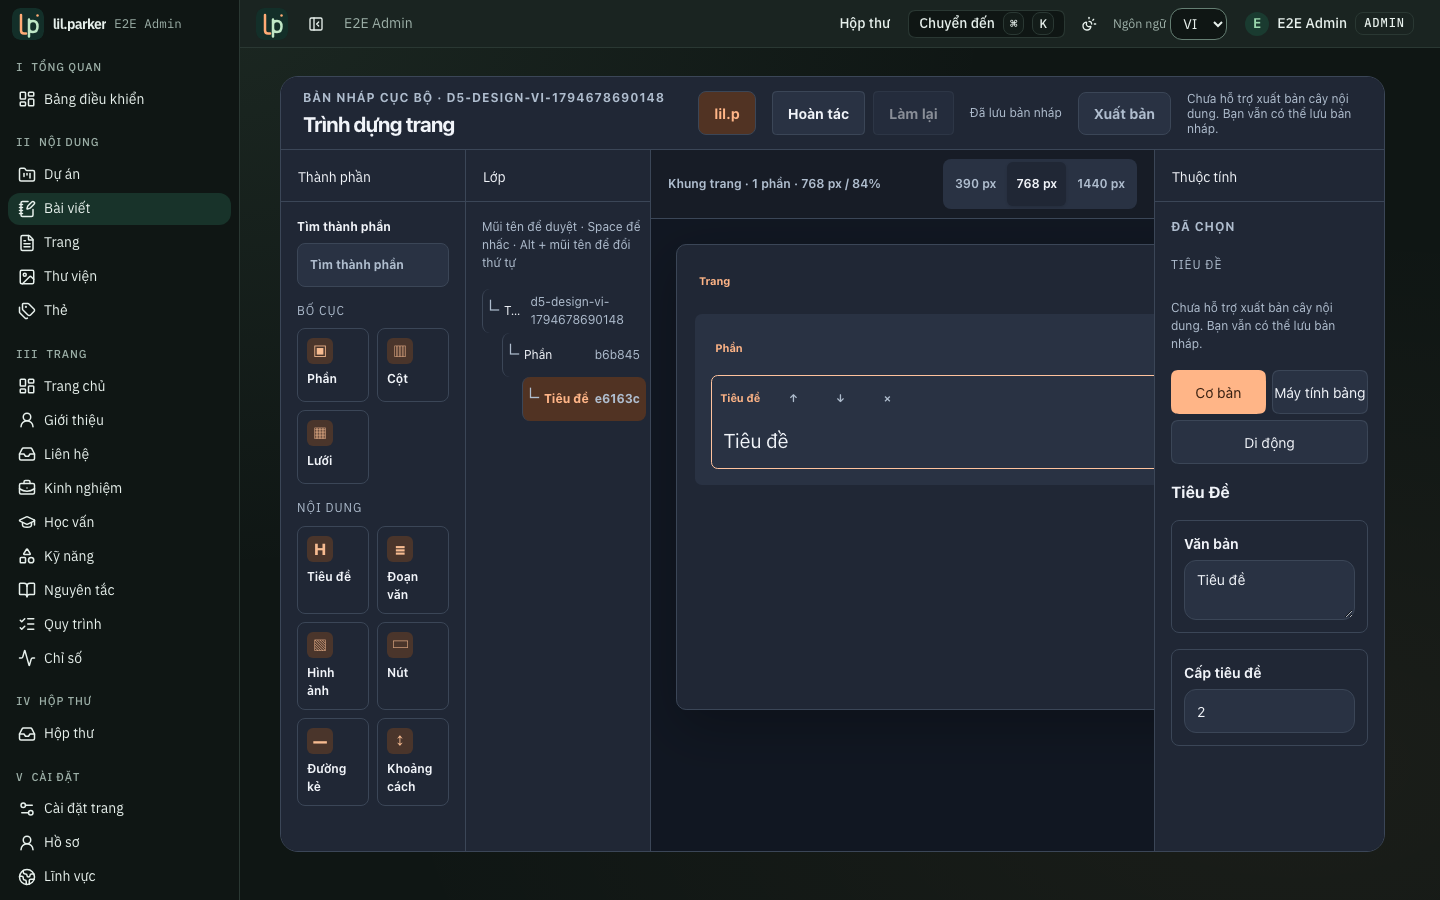 lil.parker E2E Admin
I TỔNG QUAN
Bảng điều khiển
II NỘI DUNG
Dự án
Bài viết
Trang
Thư viện
Thẻ
III TRANG
Trang chủ
Giới thiệu
Liên hệ
Kinh nghiệm
Học vấn
Kỹ năng
Nguyên tắc
Quy trình
Chỉ số
IV HỘP THƯ
Hộp thư
V CÀI ĐẶT
Cài đặt trang
Hồ sơ
Lĩnh vực
E2E Admin
Hộp thư
Chuyển đến ⌘ K
Ngôn ngữ VI
E E2E Admin ADMIN
BẢN NHÁP CỤC BỘ · D5-DESIGN-VI-1794678690148
Trình dựng trang
lil.p
Hoàn tác
Làm lại
Đã lưu bản nháp
Xuất bản
Chưa hỗ trợ xuất bản cây nội
dung. Bạn vẫn có thể lưu bản
nháp.
Thành phần
Tìm thành phần
Tìm thành phần
BỐ CỤC
Phần
Cột
Lưới
NỘI DUNG
H
Tiêu đề
Đoạn
văn
Hình
ảnh
Nút
Đường
kẻ
Khoảng
cách
Lớp
Mũi tên để duyệt · Space để
nhấc · Alt + mũi tên để đổi
thứ tự
T... d5-design-vi-
1794678690148
Phần b6b845
Tiêu đề e6163c
Khung trang · 1 phần · 768 px / 84%
390 px
768 px
1440 px
Trang
Phần
Tiêu đề ↑ ↓ ×
Tiêu đề
Thuộc tính
ĐÃ CHỌN
TIÊU ĐỀ
Chưa hỗ trợ xuất bản cây nội
dung. Bạn vẫn có thể lưu bản
nháp.
Cơ bản
Máy tính bảng
Di động
Tiêu Đề
Văn bản
Tiêu đề
Cấp tiêu đề
2